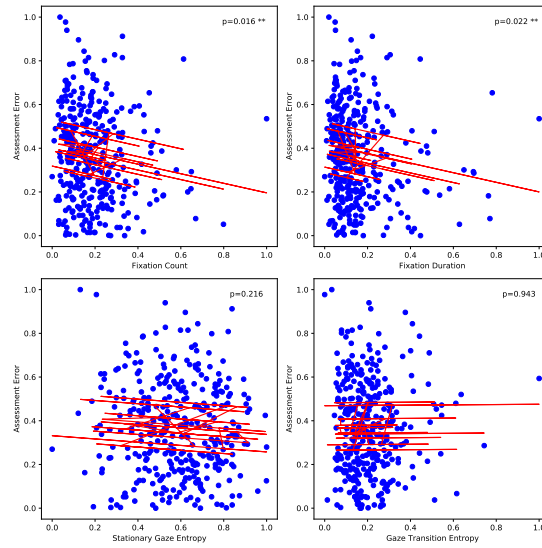 p=0.016 **
1.0
0.8
0.6
0.4
0.2
0.0
Assessment Error
0.0 0.2 0.4 0.6 0.8 1.0
Fixation Count
p=0.022 **
1.0
0.8
0.6
0.4
0.2
0.0
Assessment Error
0.0 0.2 0.4 0.6 0.8 1.0
Fixation Duration
p=0.216
1.0
0.8
0.6
0.4
0.2
0.0
Assessment Error
0.0 0.2 0.4 0.6 0.8 1.0
Stationary Gaze Entropy
p=0.943
1.0
0.8
0.6
0.4
0.2
0.0
Assessment Error
0.0 0.2 0.4 0.6 0.8 1.0
Gaze Transition Entropy